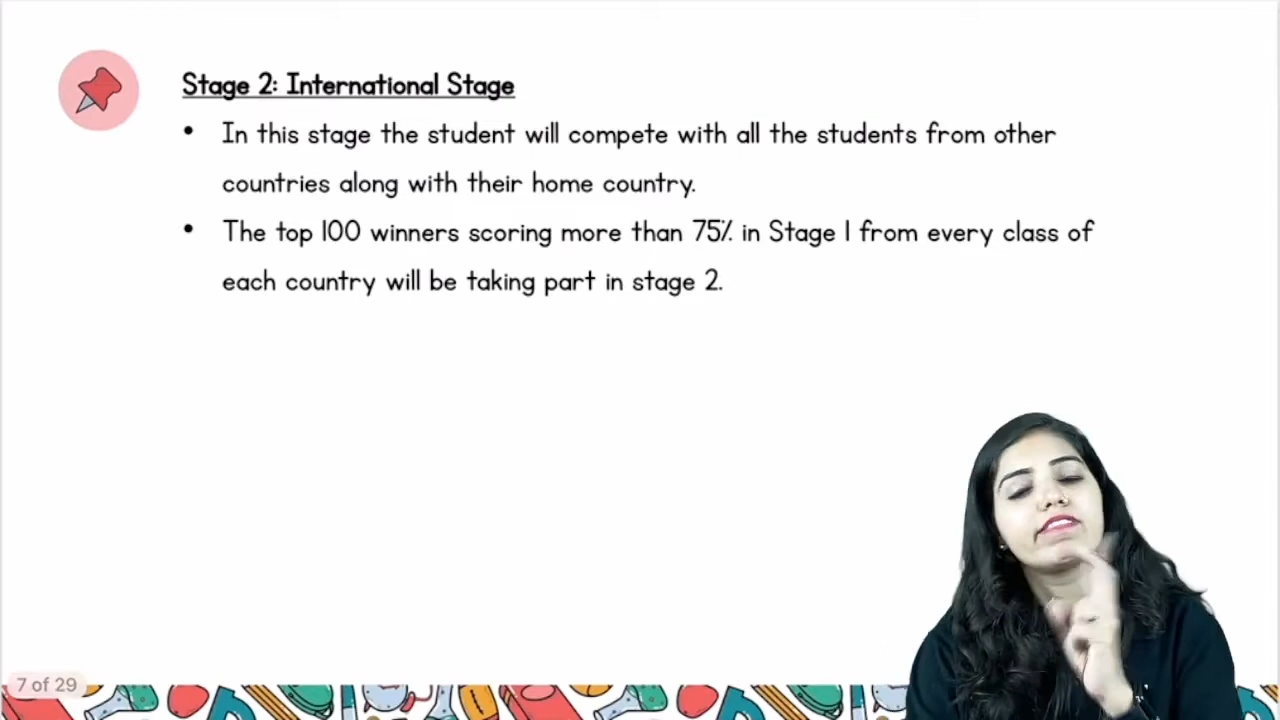 Stage 2: International Stage
• In this stage the student will compete with all the students from other
countries along with their home country.
• The top 100 winners scoring more than 75% in Stage 1 from every class of
each country will be taking part in stage 2.
7 of 29